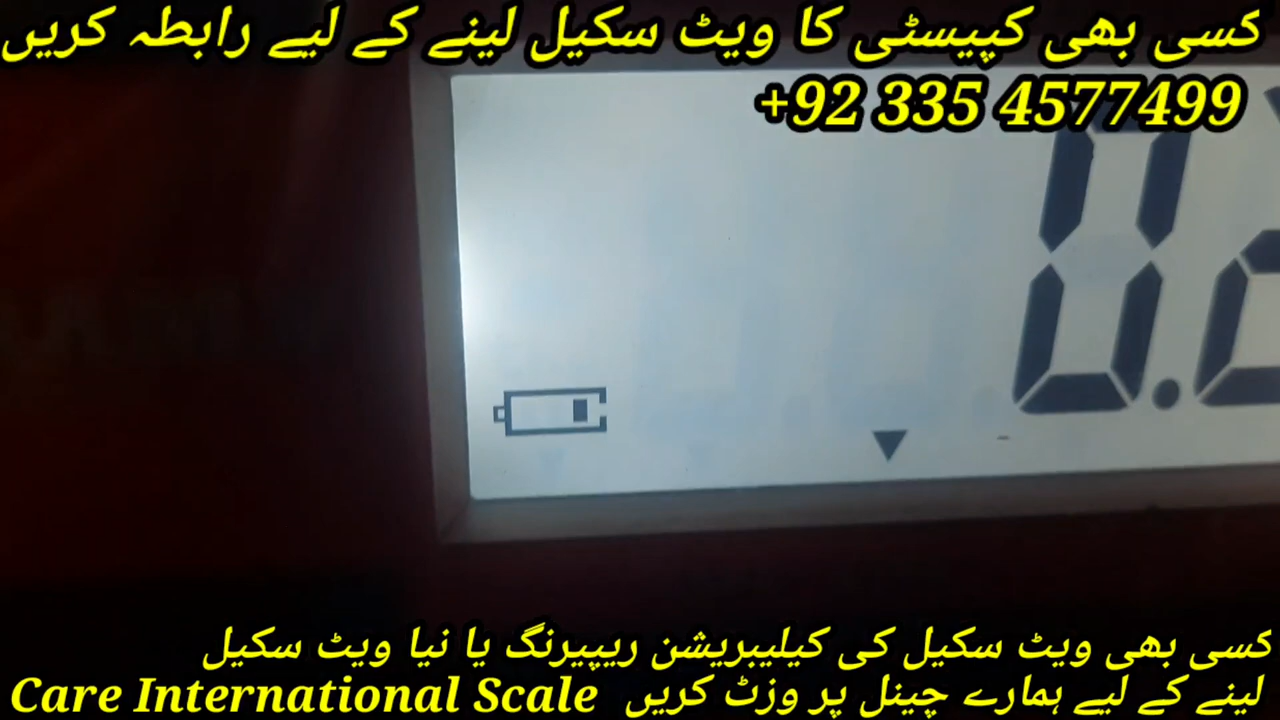 کسی بھی کپیسٹی کا ویٹ سکیل لینے کے لیے رابطہ کریں
+92 335 4577499
0.
کسی بھی ویٹ سکیل کی کیلیبریشن ریپیرنگ یا نیا ویٹ سکیل
لینے کے لیے ہمارے چینل پر وزٹ کریں Care International Scale